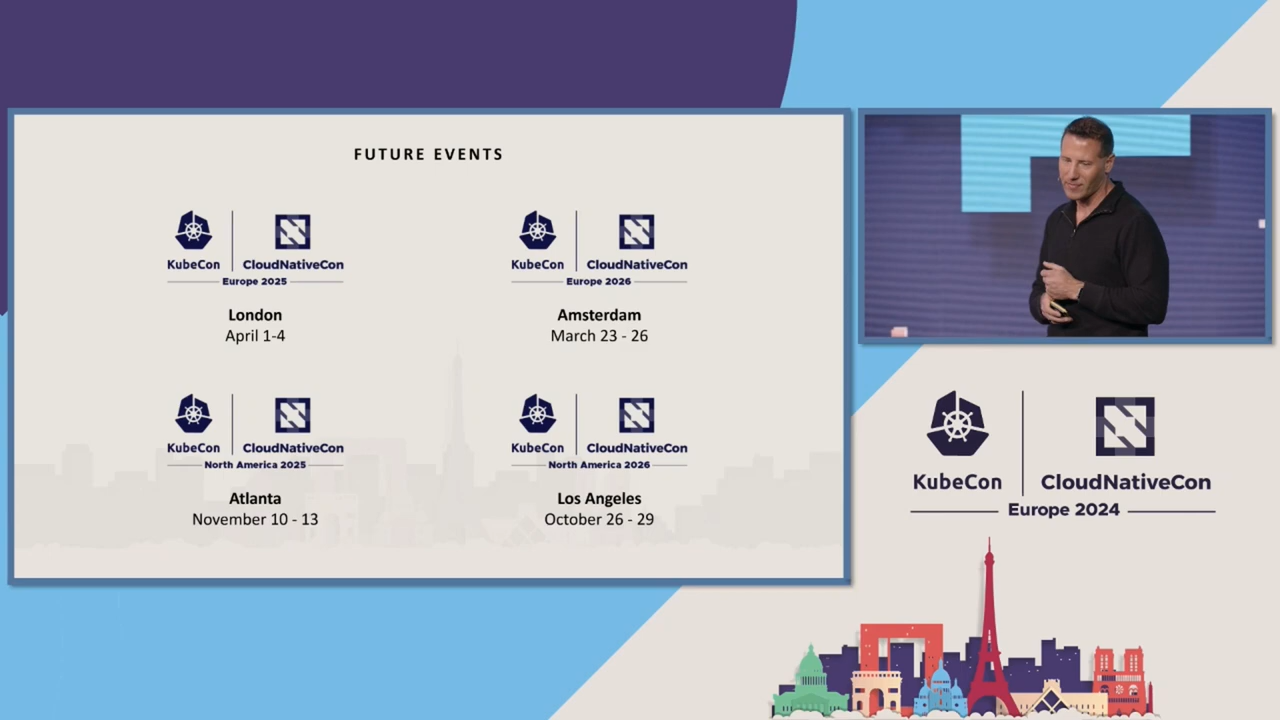 FUTURE EVENTS
KubeCon CloudNativeCon
Europe 2025
London
April 1-4
KubeCon CloudNativeCon
Europe 2026
Amsterdam
March 23 - 26
KubeCon CloudNativeCon
North America 2025
Atlanta
November 10 - 13
KubeCon CloudNativeCon
North America 2026
Los Angeles
October 26 - 29
KubeCon CloudNativeCon
Europe 2024